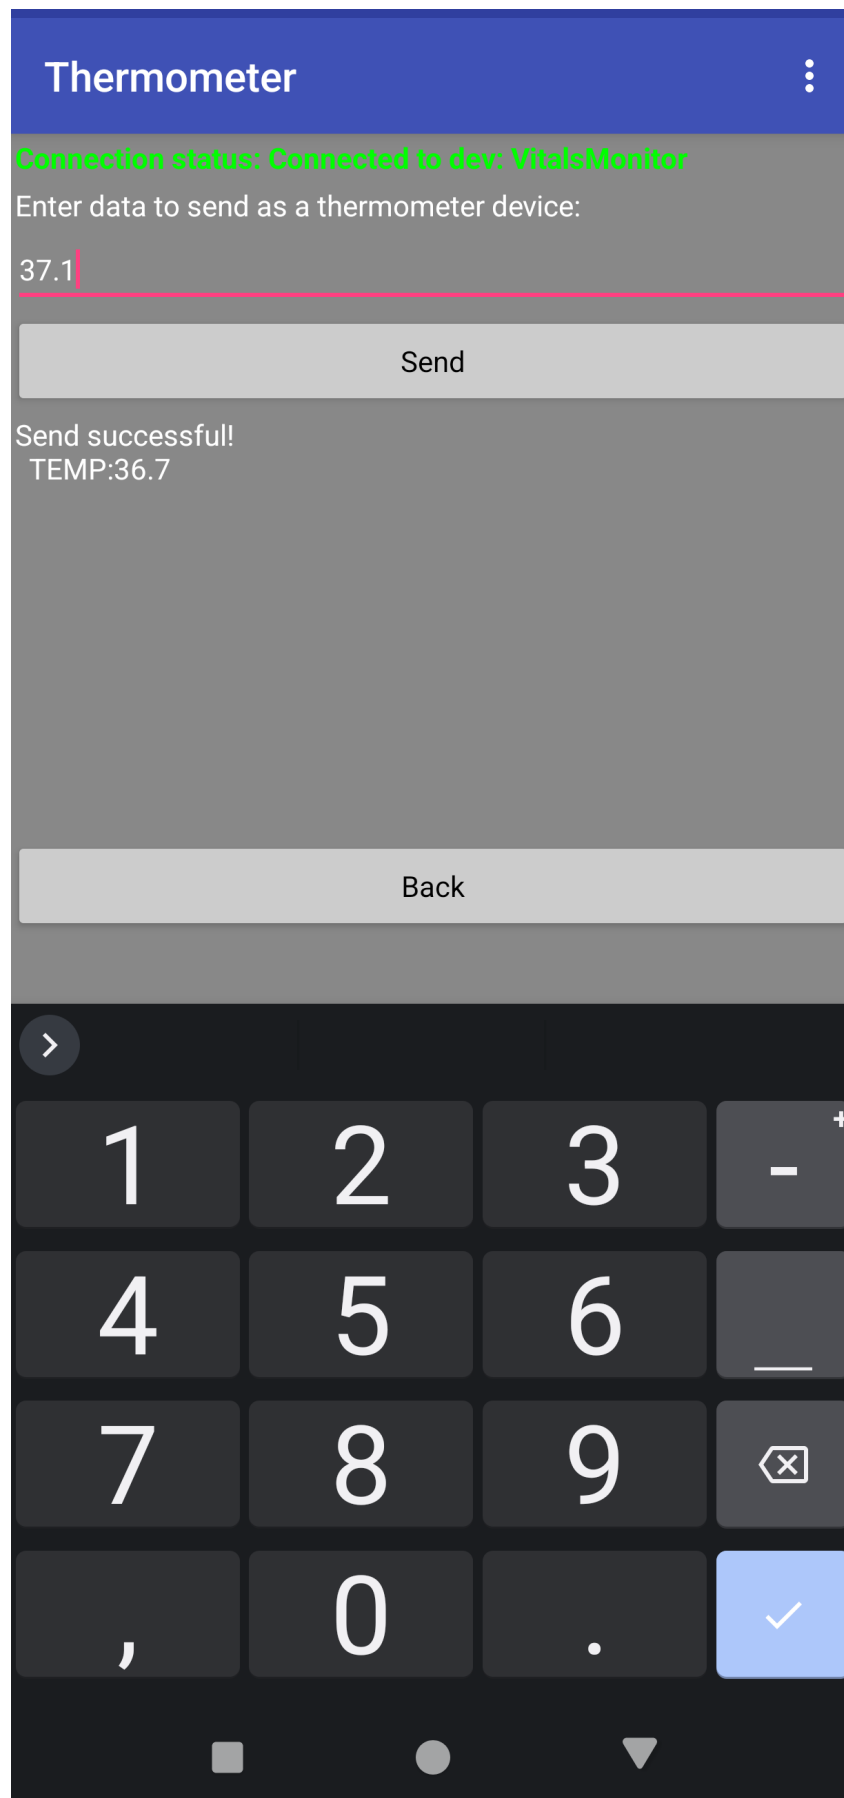 Thermometer
Connection status: Connected to dev: VitalsMonitor
Enter data to send as a thermometer device:
37.1
Send
Send successful!
TEMP:36.7
Back
1 2 3 - +
4 5 6 _
7 8 9
, 0 .